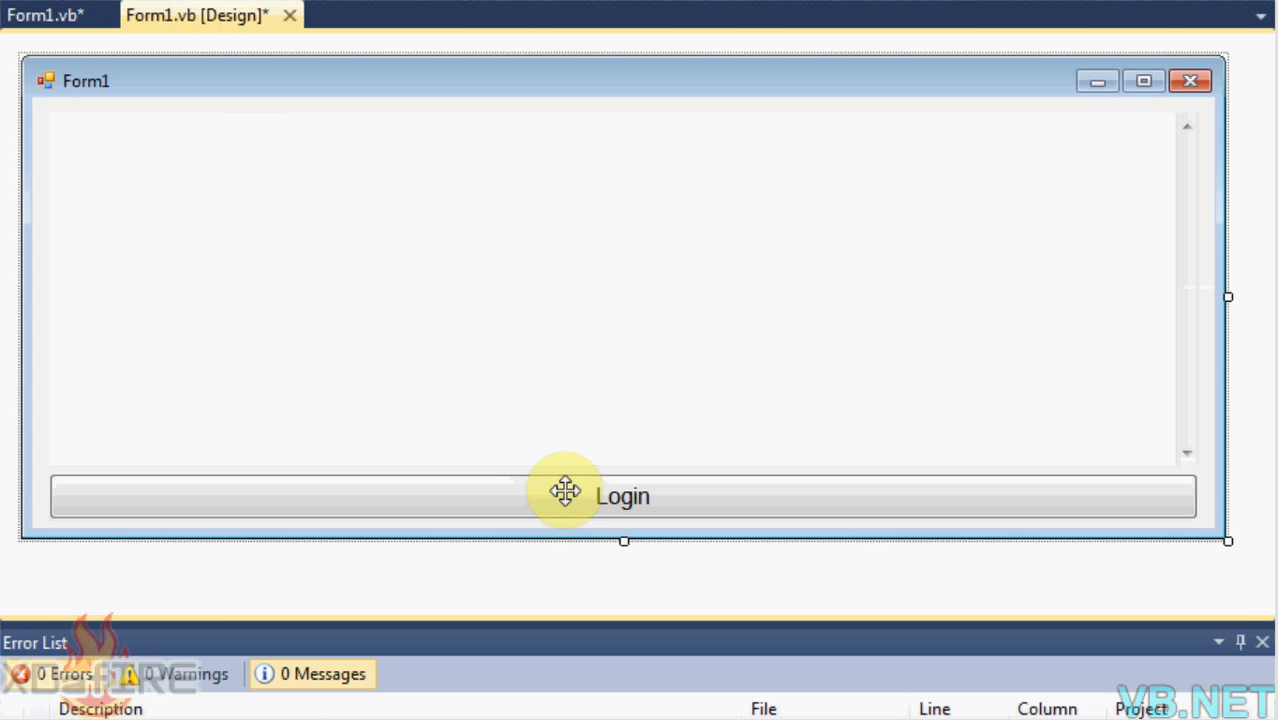 Form1.vb*
Form1.vb [Design]*
Form1
Login
Error List
0 Errors
0 Warnings
0 Messages
XDaFIRE
Description
File
Line
Column
Project
VB.NET